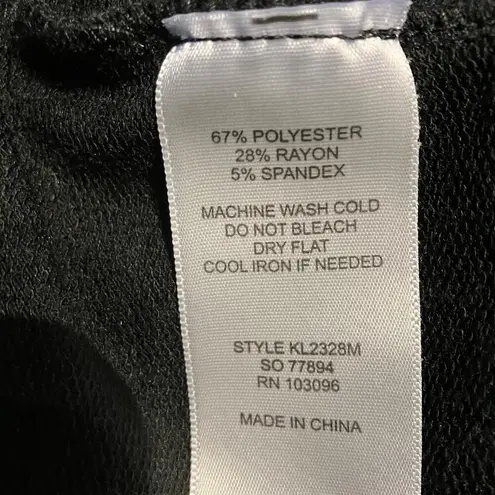 67% POLYESTER
28% RAYON
5% SPANDEX
MACHINE WASH COLD
DO NOT BLEACH
DRY FLAT
COOL IRON IF NEEDED
STYLE KL2328M
SO 77894
RN 103096
MADE IN CHINA